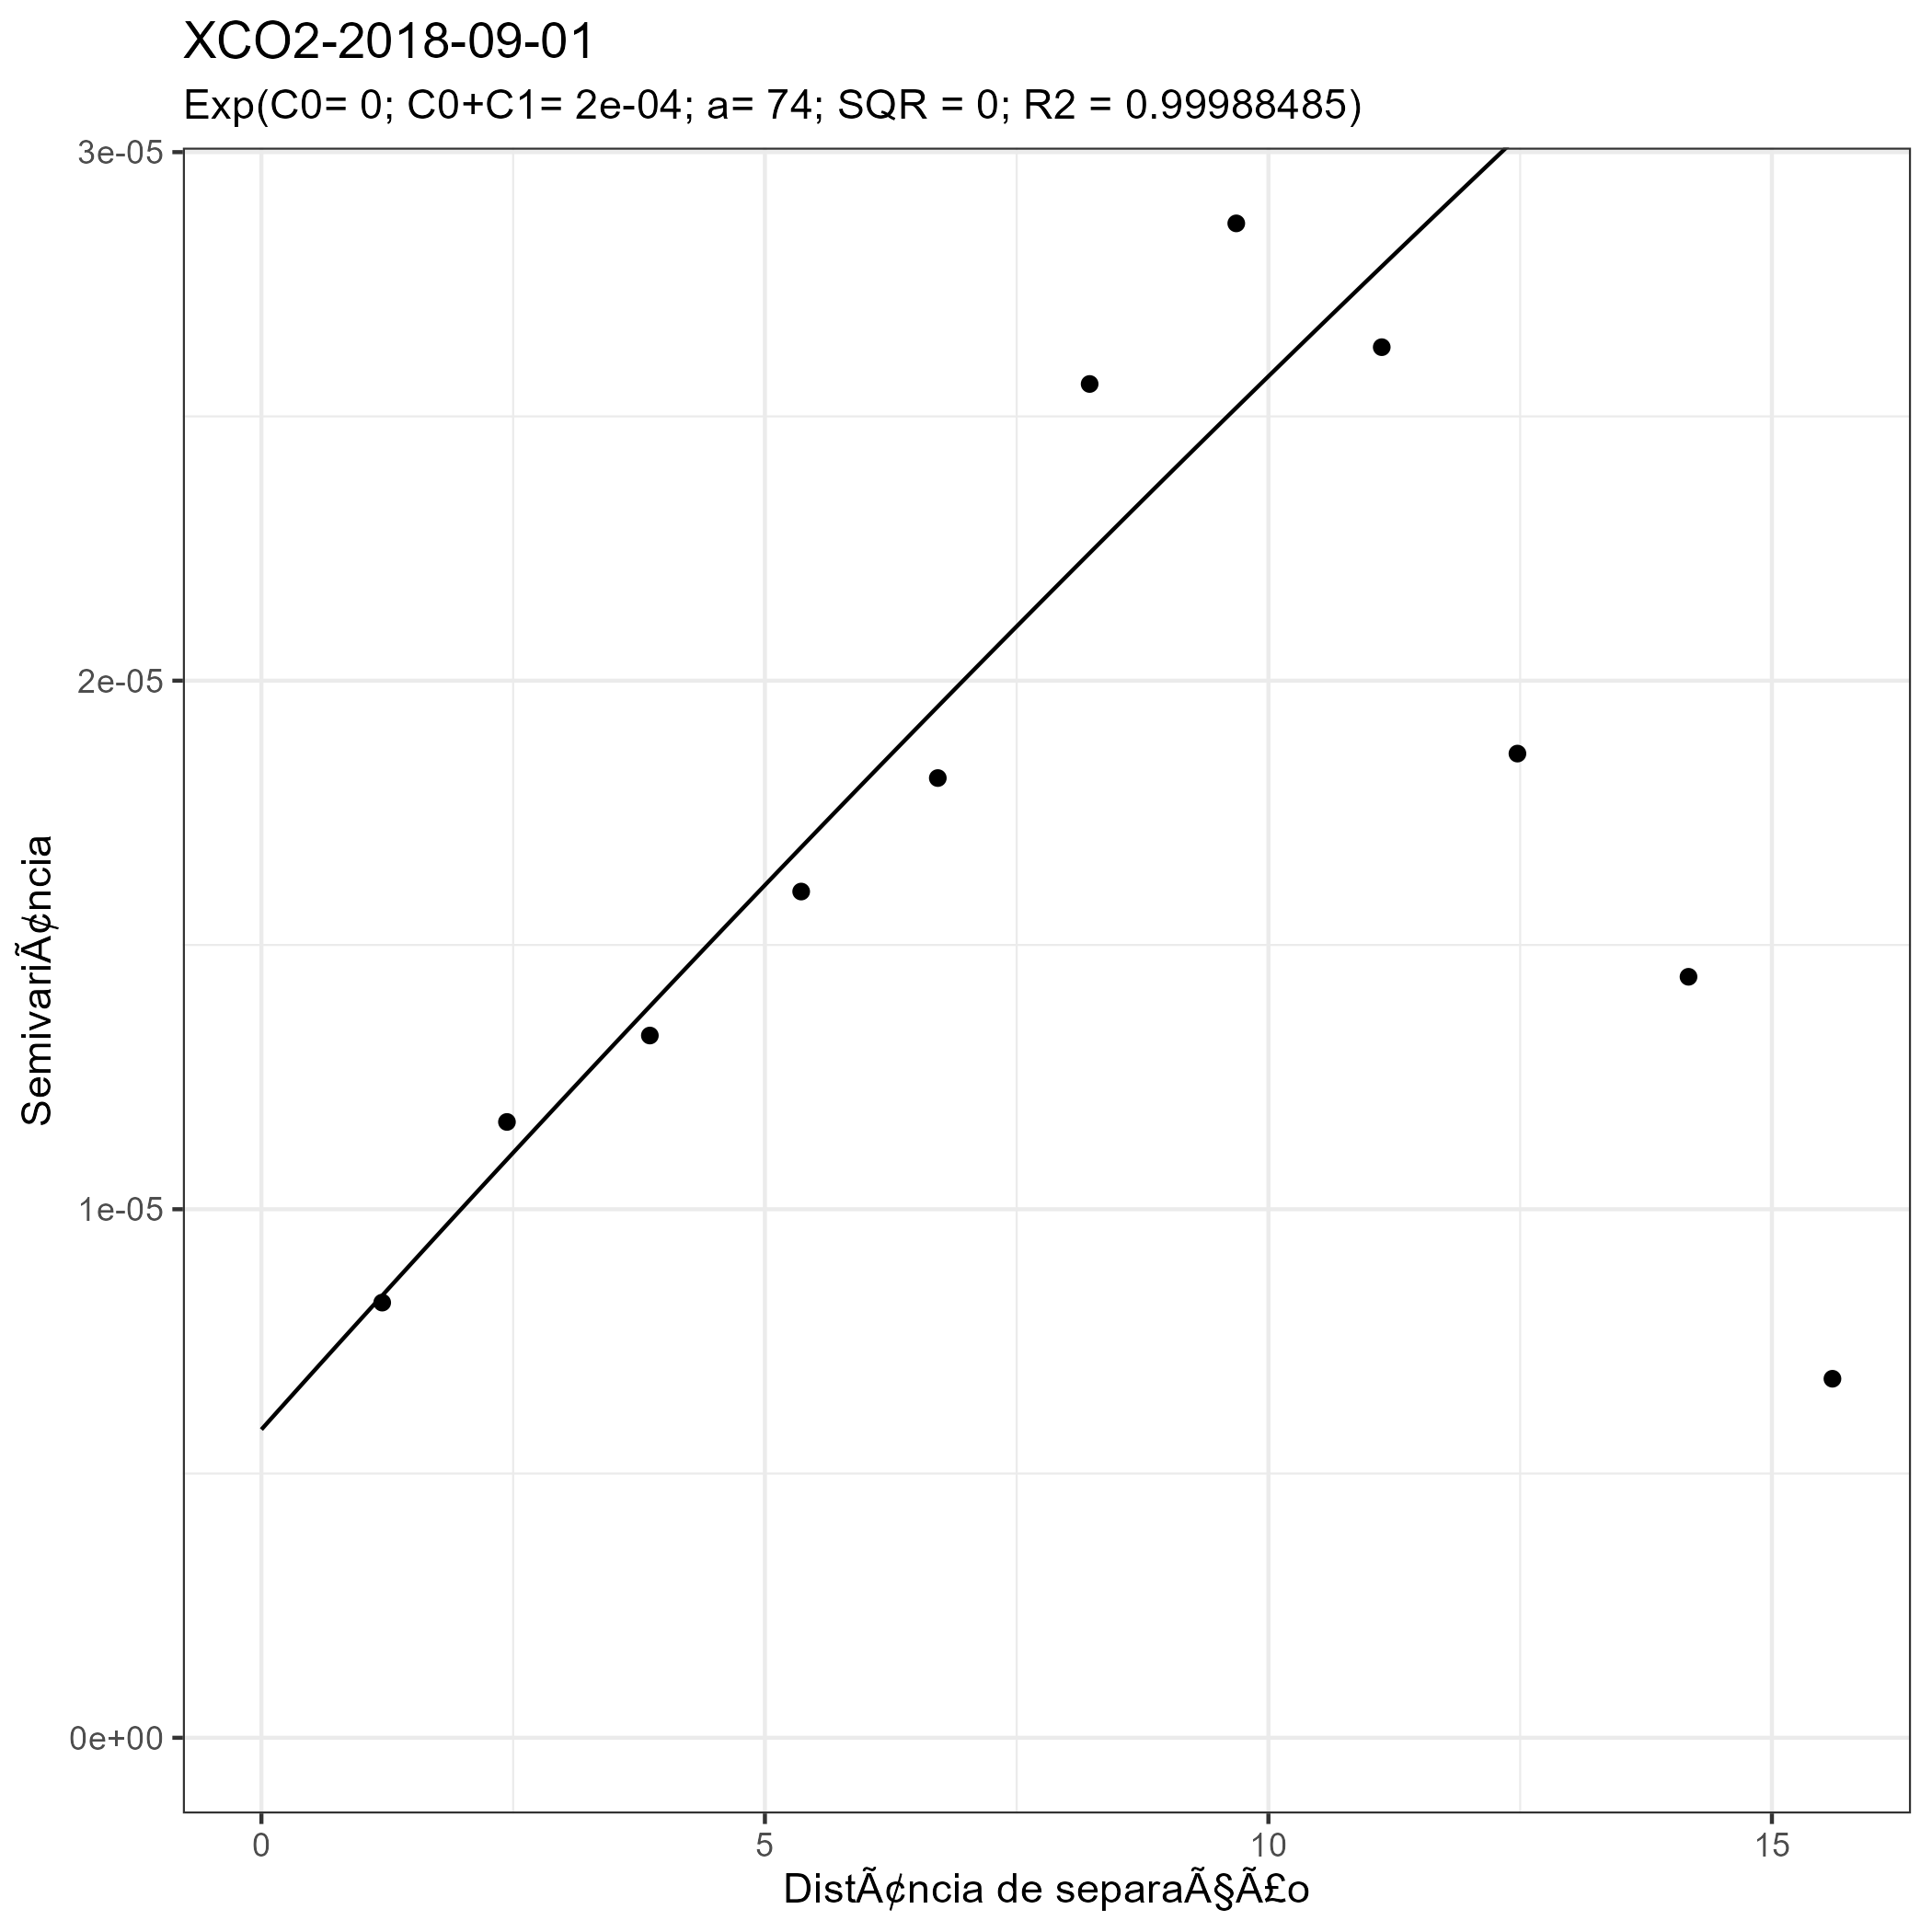 XCO2-2018-09-01
Exp(C0= 0; C0+C1= 2e-04; a= 74; SQR = 0; R2 = 0.99988485)
3e-05
2e-05
1e-05
0e+00
SemivariÃ¢ncia
0
5
10
15
DistÃ¢ncia de separaÃ§Ã£o